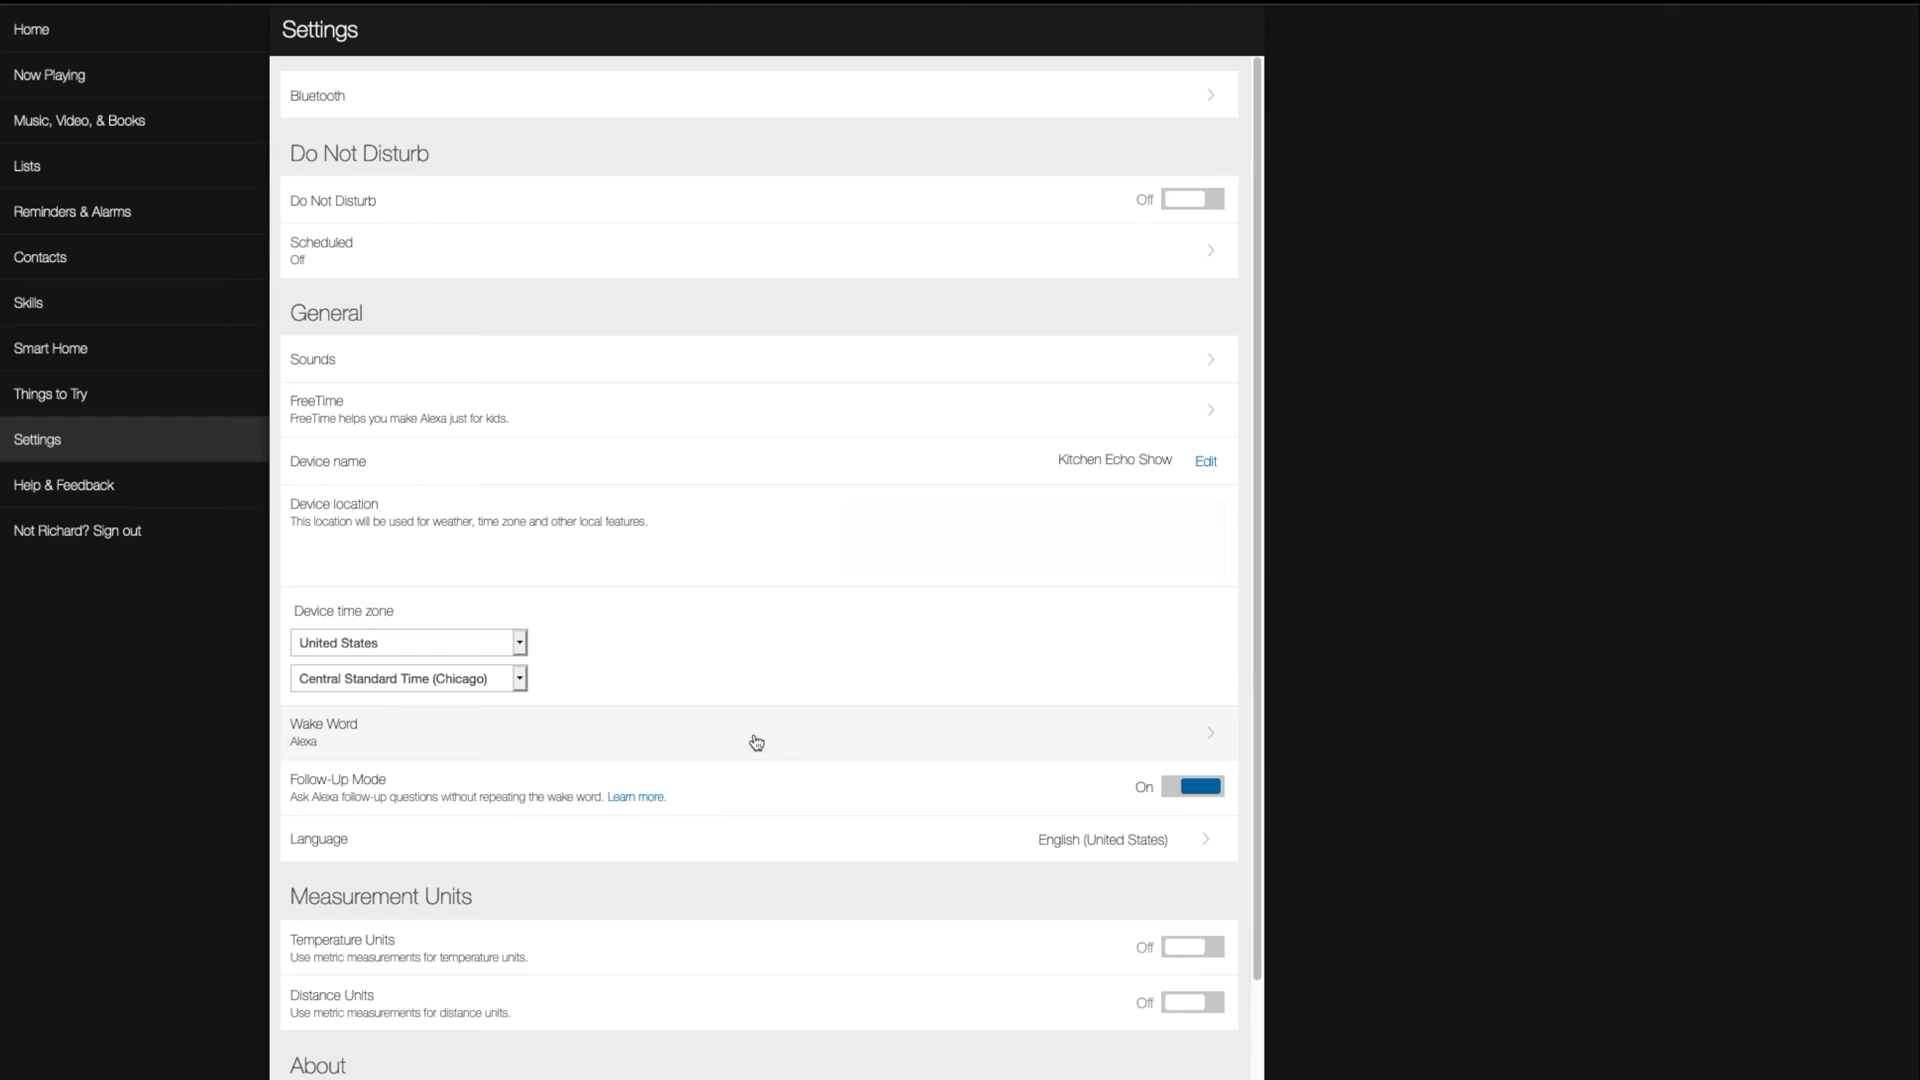 Home
Now Playing
Music, Video, & Books
Lists
Reminders & Alarms
Contacts
Skills
Smart Home
Things to Try
Settings
Help & Feedback
Not Richard? Sign out
Settings
Bluetooth
Do Not Disturb
Do Not Disturb Off
Scheduled
Off
General
Sounds
FreeTime
FreeTime helps you make Alexa just for kids.
Device name Kitchen Echo Show Edit
Device location
This location will be used for weather, time zone and other local features.
Device time zone
United States
Central Standard Time (Chicago)
Wake Word
Alexa
Follow-Up Mode On
Ask Alexa follow-up questions without repeating the wake word. Learn more.
Language English (United States)
Measurement Units
Temperature Units Off
Use metric measurements for temperature units.
Distance Units Off
Use metric measurements for distance units.
About